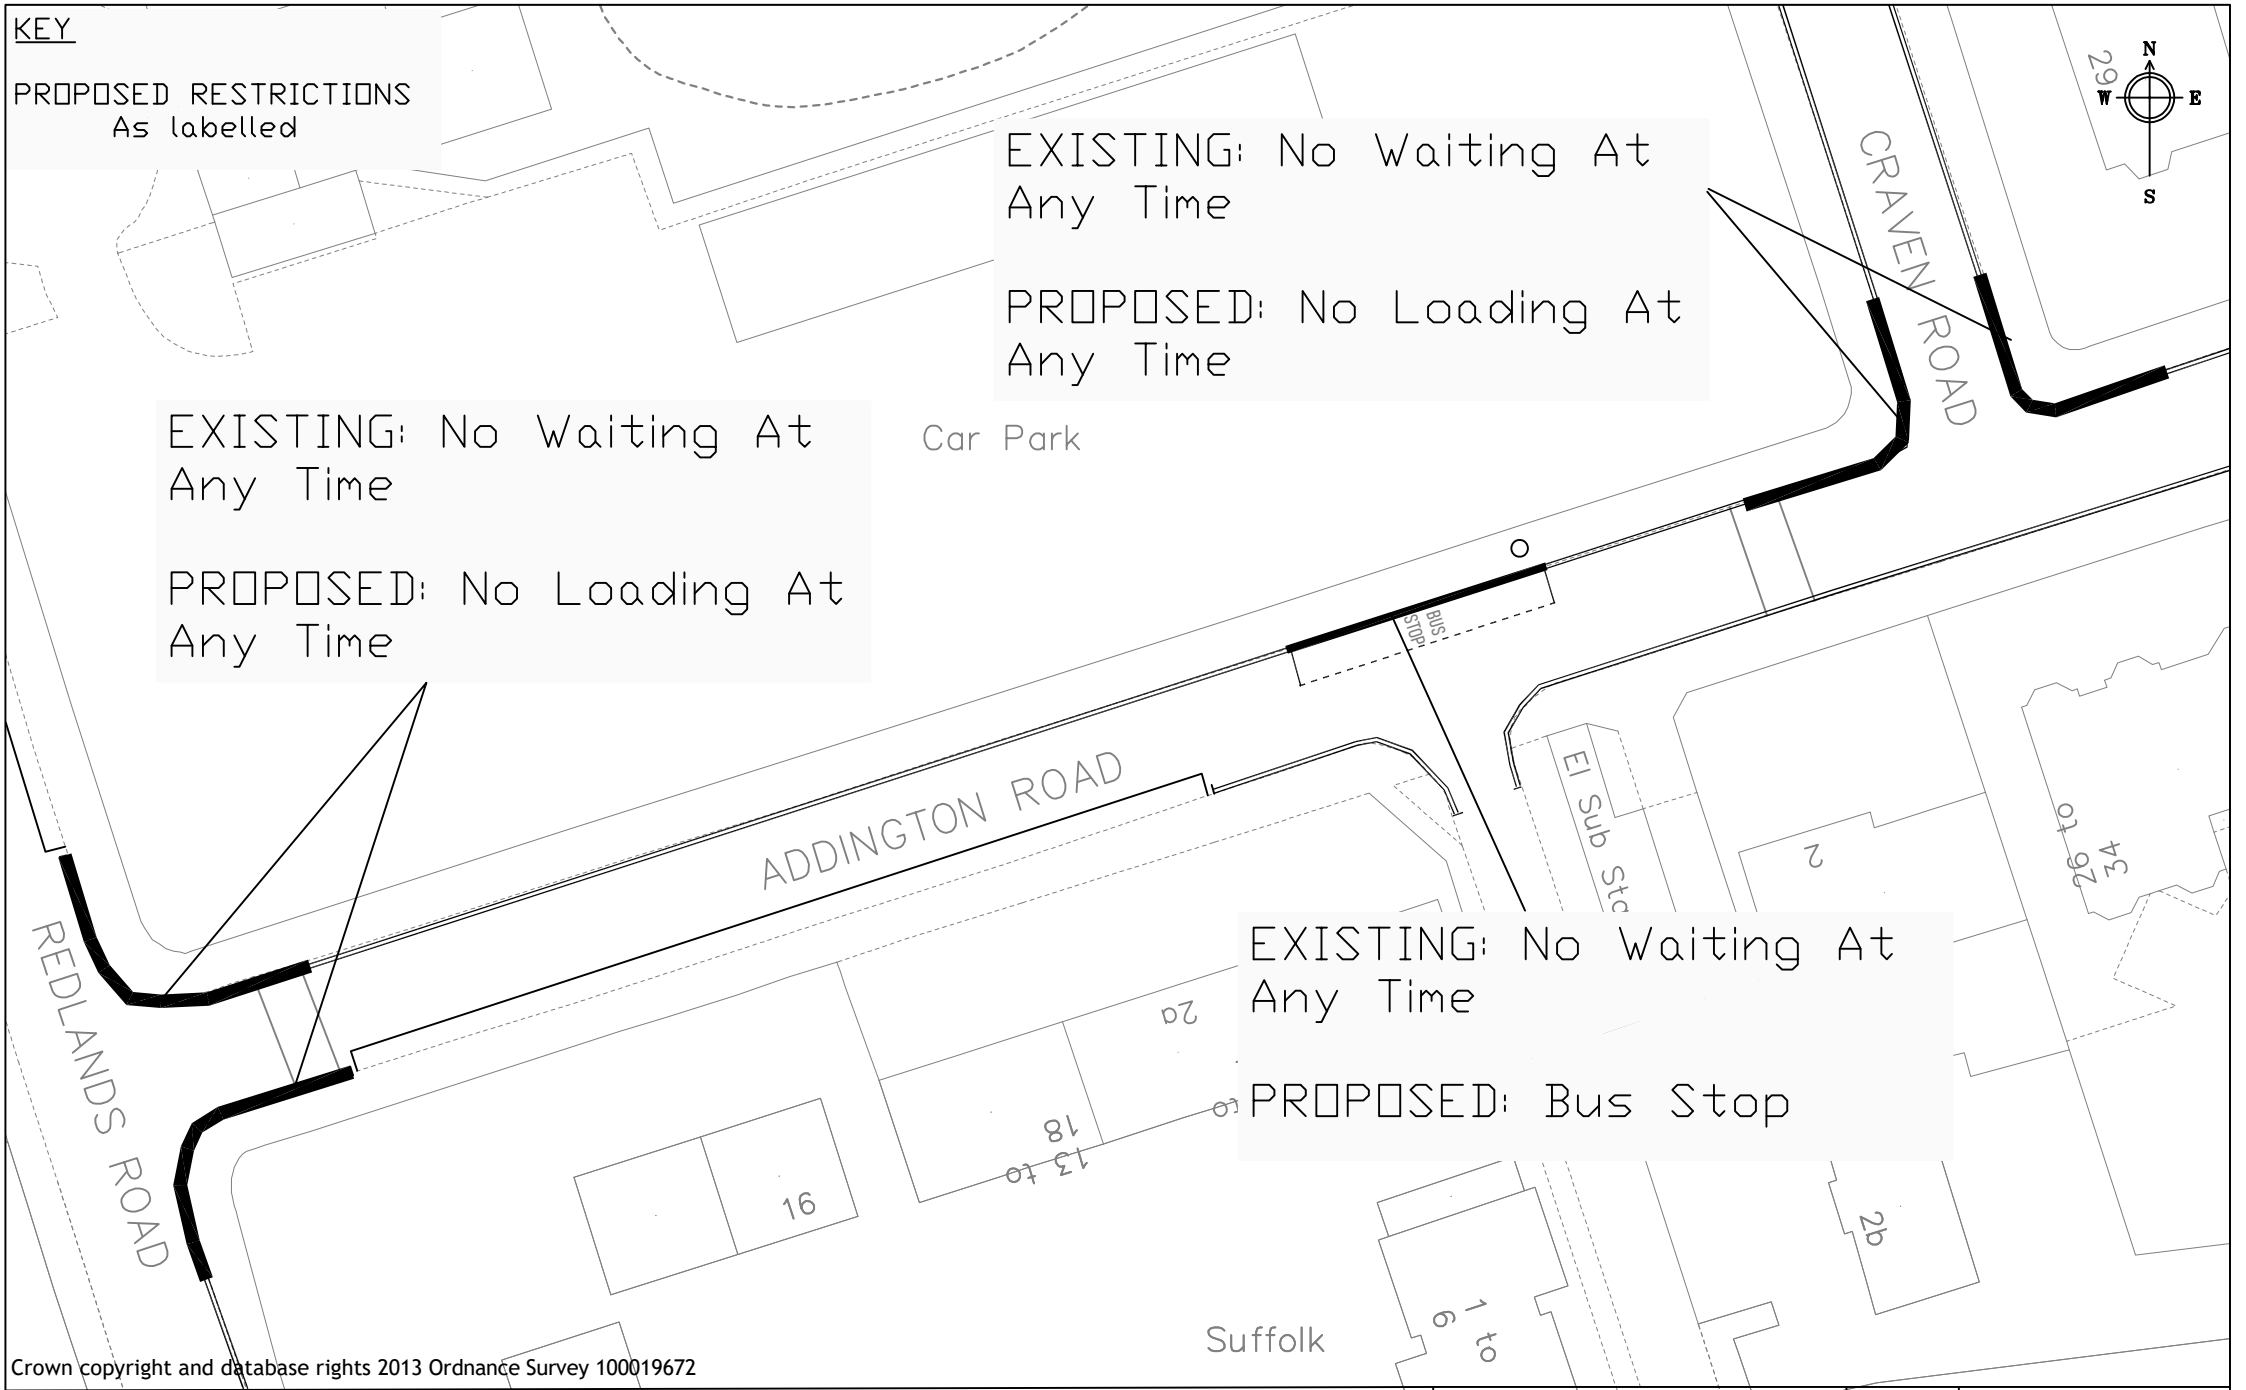 KEY
PROPOSED RESTRICTIONS
As labelled
29
N
W E
S
CRAVEN ROAD
EXISTING: No Waiting At
Any Time
PROPOSED: No Loading At
Any Time
EXISTING: No Waiting At
Any Time
PROPOSED: No Loading At
Any Time
Car Park
BUS
STOP
ADDINGTON ROAD
El Sub Sta
2
26 to
34
REDLANDS ROAD
EXISTING: No Waiting At
Any Time
PROPOSED: Bus Stop
2a
to
18
13 to
16
2b
1 to
6
Suffolk
Crown copyright and database rights 2013 Ordnance Survey 100019672